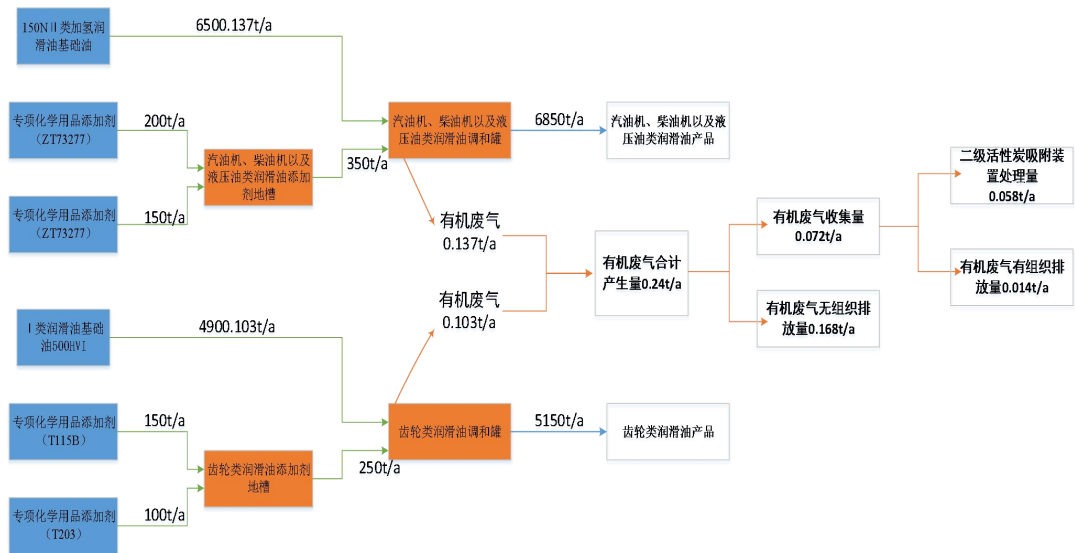 150NⅡ类加氢润
滑油基础油
6500.137t/a
专项化学用品添加剂
（ZT73277）
200t/a
汽油机、柴油机以及
液压油类润滑油添加
剂地槽
350t/a
汽油机、柴油机以及液
压油类润滑油调和罐
6850t/a
汽油机、柴油机以及液
压油类润滑油产品
专项化学用品添加剂
（ZT73277）
150t/a
有机废气
0.137t/a
有机废气合计
产生量0.24t/a
有机废气收集量
0.072t/a
二级活性炭吸附装
置处理量
0.058t/a
有机废气有组织排
放量0.014t/a
有机废气无组织排
放量0.168t/a
有机废气
0.103t/a
Ⅰ类润滑油基础
油500HVI
4900.103t/a
专项化学用品添加剂
（T115B）
150t/a
齿轮类润滑油添加剂
地槽
250t/a
齿轮类润滑油调和罐
5150t/a
齿轮类润滑油产品
专项化学用品添加剂
（T203）
100t/a